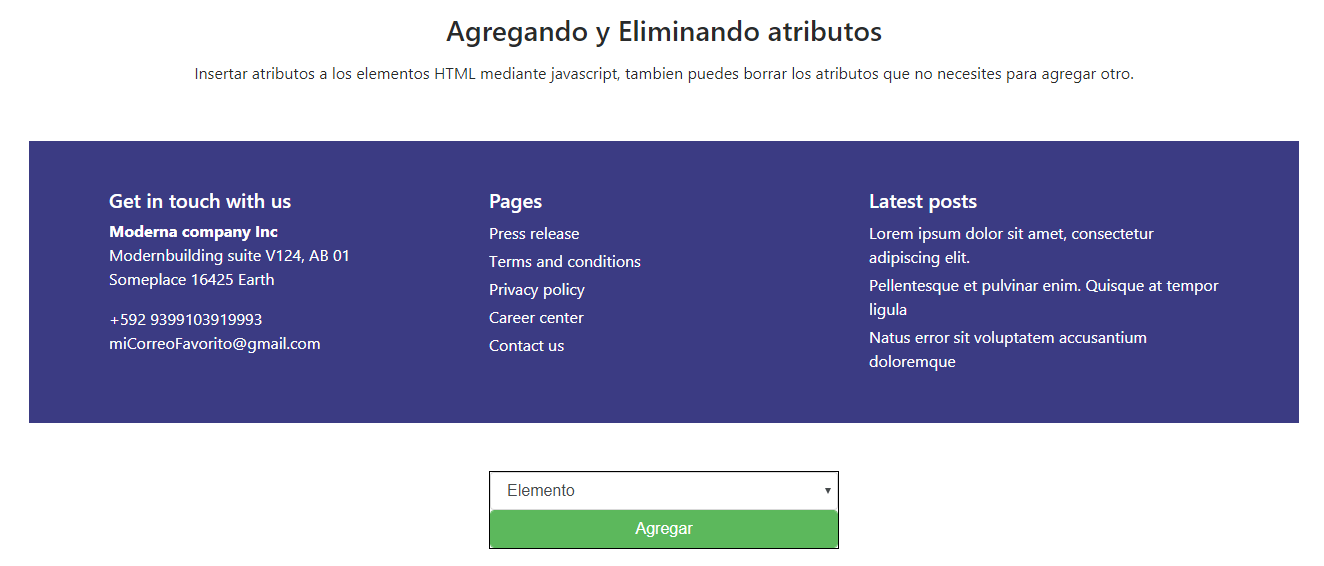 Agregando y Eliminando atributos
Insertar atributos a los elementos HTML mediante javascript, tambien puedes borrar los atributos que no necesites para agregar otro.
Get in touch with us
Moderna company Inc
Modernbuilding suite V124, AB 01
Someplace 16425 Earth
+592 9399103919993
miCorreoFavorito@gmail.com
Pages
Press release
Terms and conditions
Privacy policy
Career center
Contact us
Latest posts
Lorem ipsum dolor sit amet, consectetur
adipiscing elit.
Pellentesque et pulvinar enim. Quisque at tempor
ligula
Natus error sit voluptatem accusantium
doloremque
Elemento
Agregar